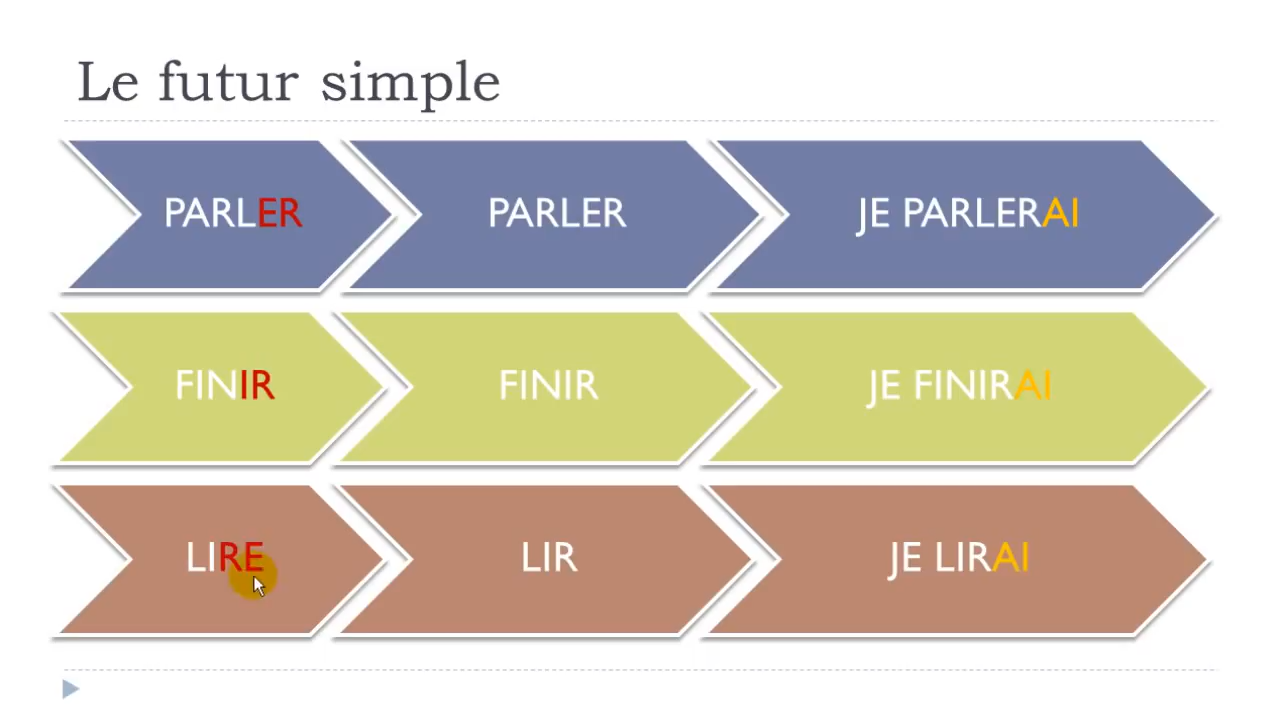 Le futur simple
PARLER
PARLER
JE PARLERAI
FINIR
FINIR
JE FINIRAI
LIRE
LIR
JE LIRAI